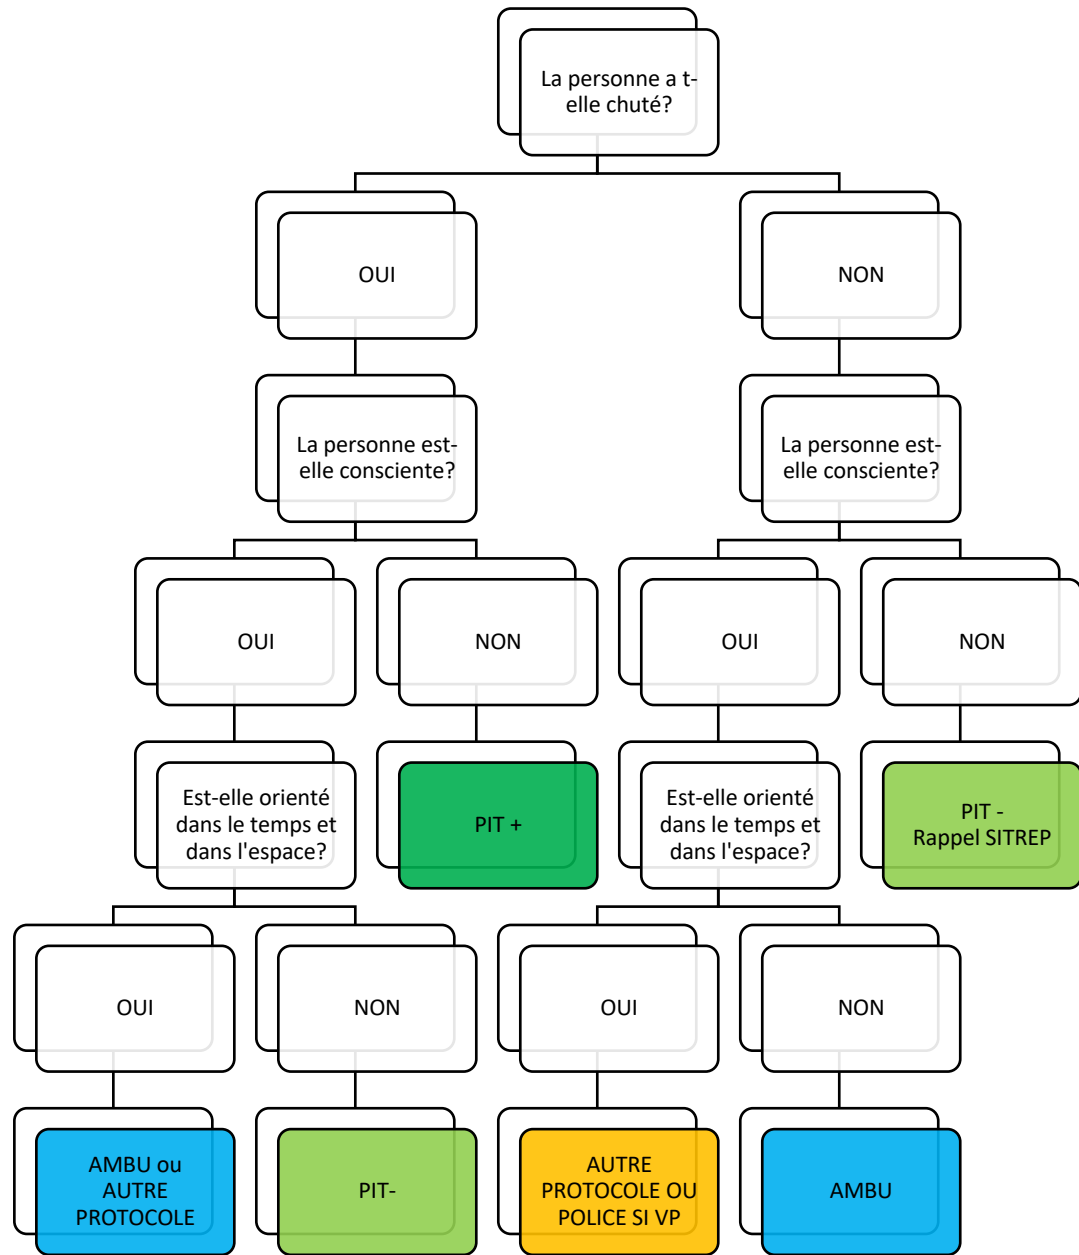 La personne a t-
elle chuté?
OUI
NON
La personne est-
elle consciente?
La personne est-
elle consciente?
OUI
NON
OUI
NON
Est-elle orienté
dans le temps et
dans l'espace?
PIT +
Est-elle orienté
dans le temps et
dans l'espace?
PIT -
Rappel SITREP
OUI
NON
OUI
NON
AMBU ou
AUTRE
PROTOCOLE
PIT-
AUTRE
PROTOCOLE OU
POLICE SI VP
AMBU